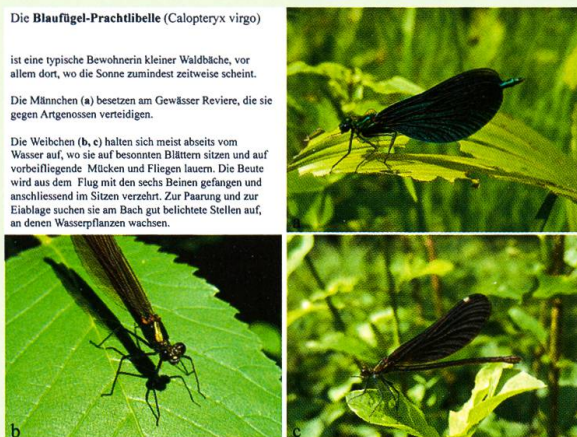 Die Blaufügel-Prachtlibelle (Calopteryx virgo)
ist eine typische Bewohnerin kleiner Waldbäche, vor
allem dort, wo die Sonne zumindest zeitweise scheint.
Die Männchen (a) besetzen am Gewässer Reviere, die sie
gegen Artgenossen verteidigen.
Die Weibchen (b, c) halten sich meist abseits vom
Wasser auf, wo sie auf besonnten Blättern sitzen und auf
vorbeifliegende Mücken und Fliegen lauern. Die Beute
wird aus dem Flug mit den sechs Beinen gefangen und
anschliessend im Sitzen verzehrt. Zur Paarung und zur
Eiablage suchen sie am Bach gut belichtete Stellen auf,
an denen Wasserpflanzen wachsen.
a
b
c